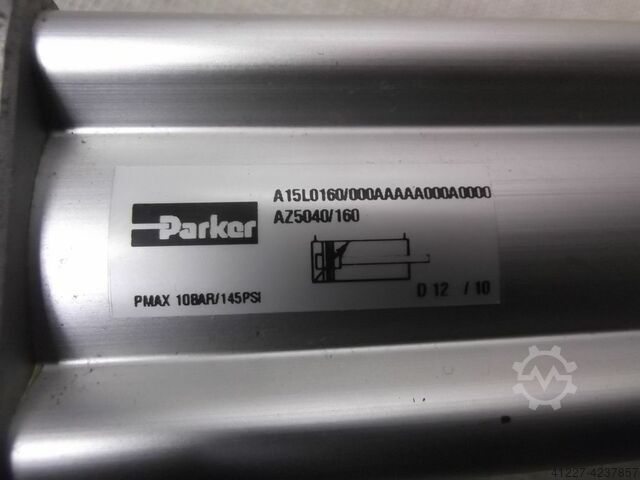 A15L0160/000AAAAA000A0000
Parker
AZ5040/160
PMAX 10BAR/145PSI
D 12 / 10
41227-4237857